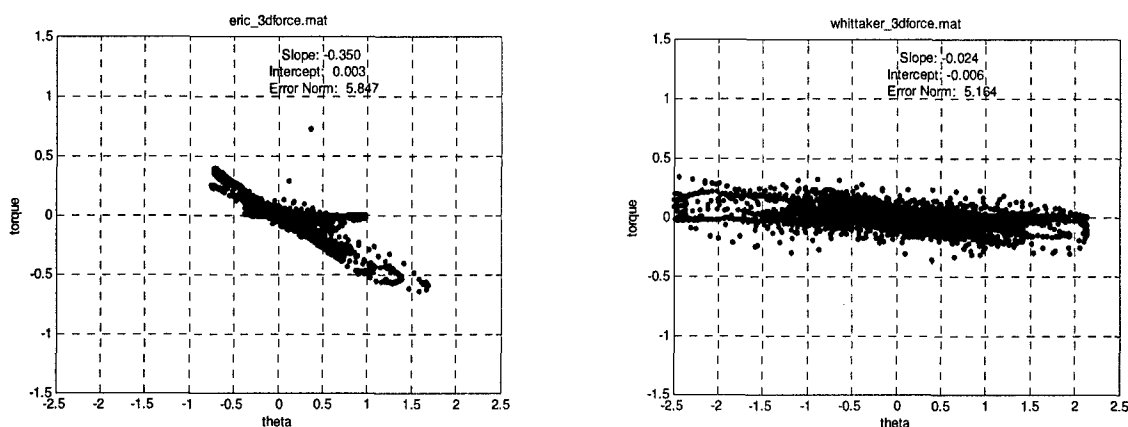 eric_3dforce.mat
1.5
Slope: -0.350
Intercept: 0.003
Error Norm: 5.847
1
0.5
torque
0
-0.5
-1
-1.5
-2.5 -2 -1.5 -1 -0.5 0 0.5 1 1.5 2 2.5
theta
whittaker_3dforce.mat
1.5
Slope: -0.024
Intercept: -0.006
Error Norm: 5.164
1
0.5
torque
0
-0.5
-1
-1.5
-2.5 -2 -1.5 -1 -0.5 0 0.5 1 1.5 2 2.5
theta